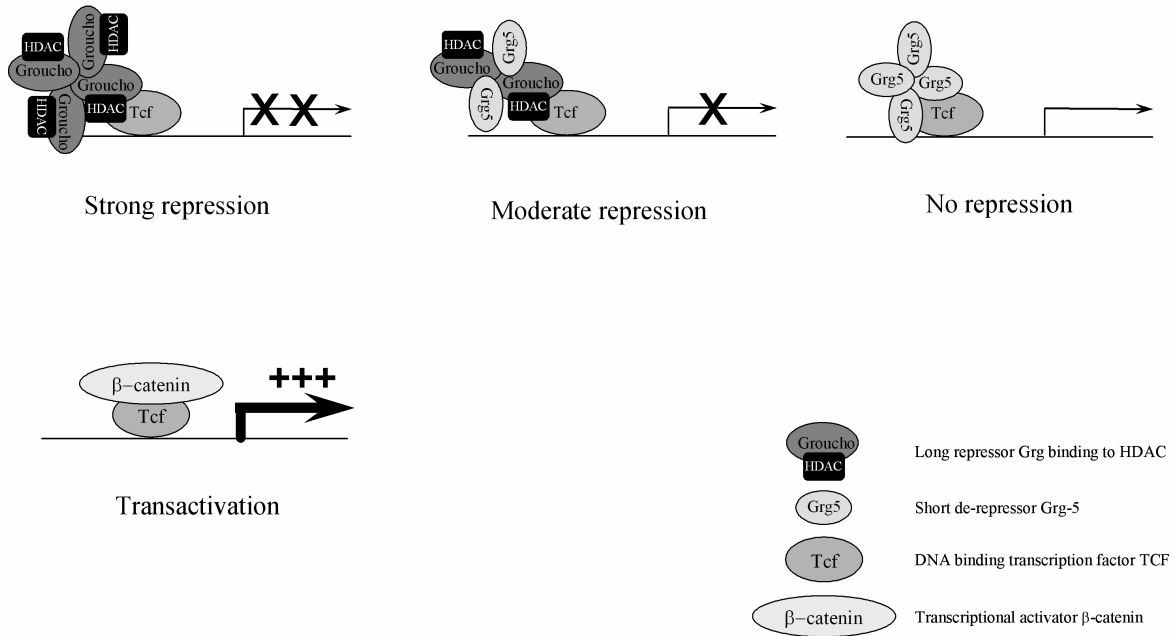 HDAC
HDAC
Groucho
Groucho
Groucho
HDAC
HDAC
Groucho
Tcf
X X
Strong repression
HDAC
Grg5
Groucho
Groucho
Grg5
HDAC
Tcf
X
Moderate repression
Grg5
Grg5
Grg5
Grg5
Tcf
No repression
β−catenin
Tcf
+++
Transactivation
Groucho
HDAC
Long repressor Grg binding to HDAC
Grg5
Short de-repressor Grg-5
Tcf
DNA binding transcription factor TCF
β−catenin
Transcriptional activator β-catenin